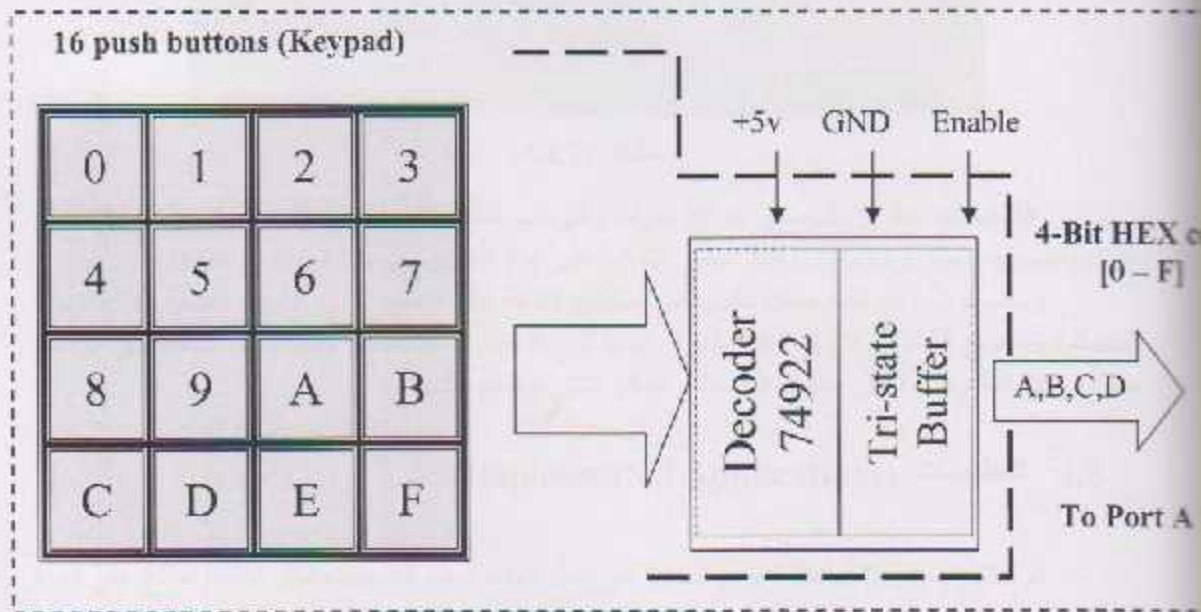 16 push buttons (Keypad)
+5v GND Enable
0 1 2 3
4 5 6 7
8 9 A B
C D E F
Decoder
74922
Tri-state
Buffer
4-Bit HEX
[0 – F]
A,B,C,D
To Port A